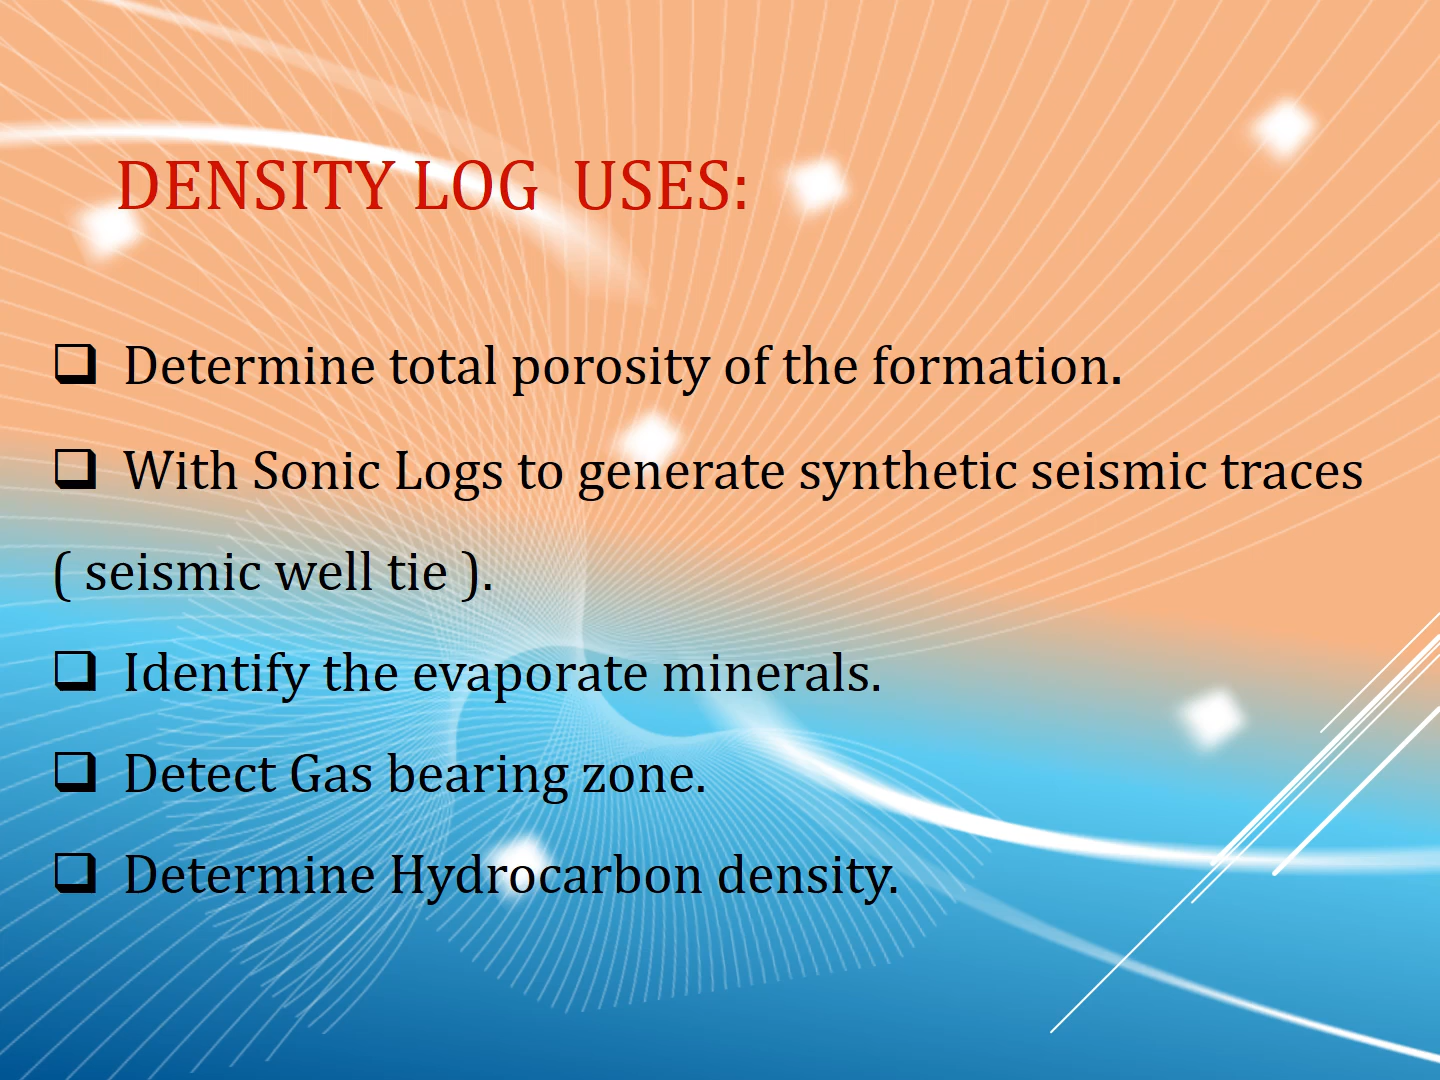 DENSITY LOG  USES:
❑ Determine total porosity of the formation.
❑ With Sonic Logs to generate synthetic seismic traces
( seismic well tie ).
❑ Identify the evaporate minerals.
❑ Detect Gas bearing zone.
❑ Determine Hydrocarbon density.